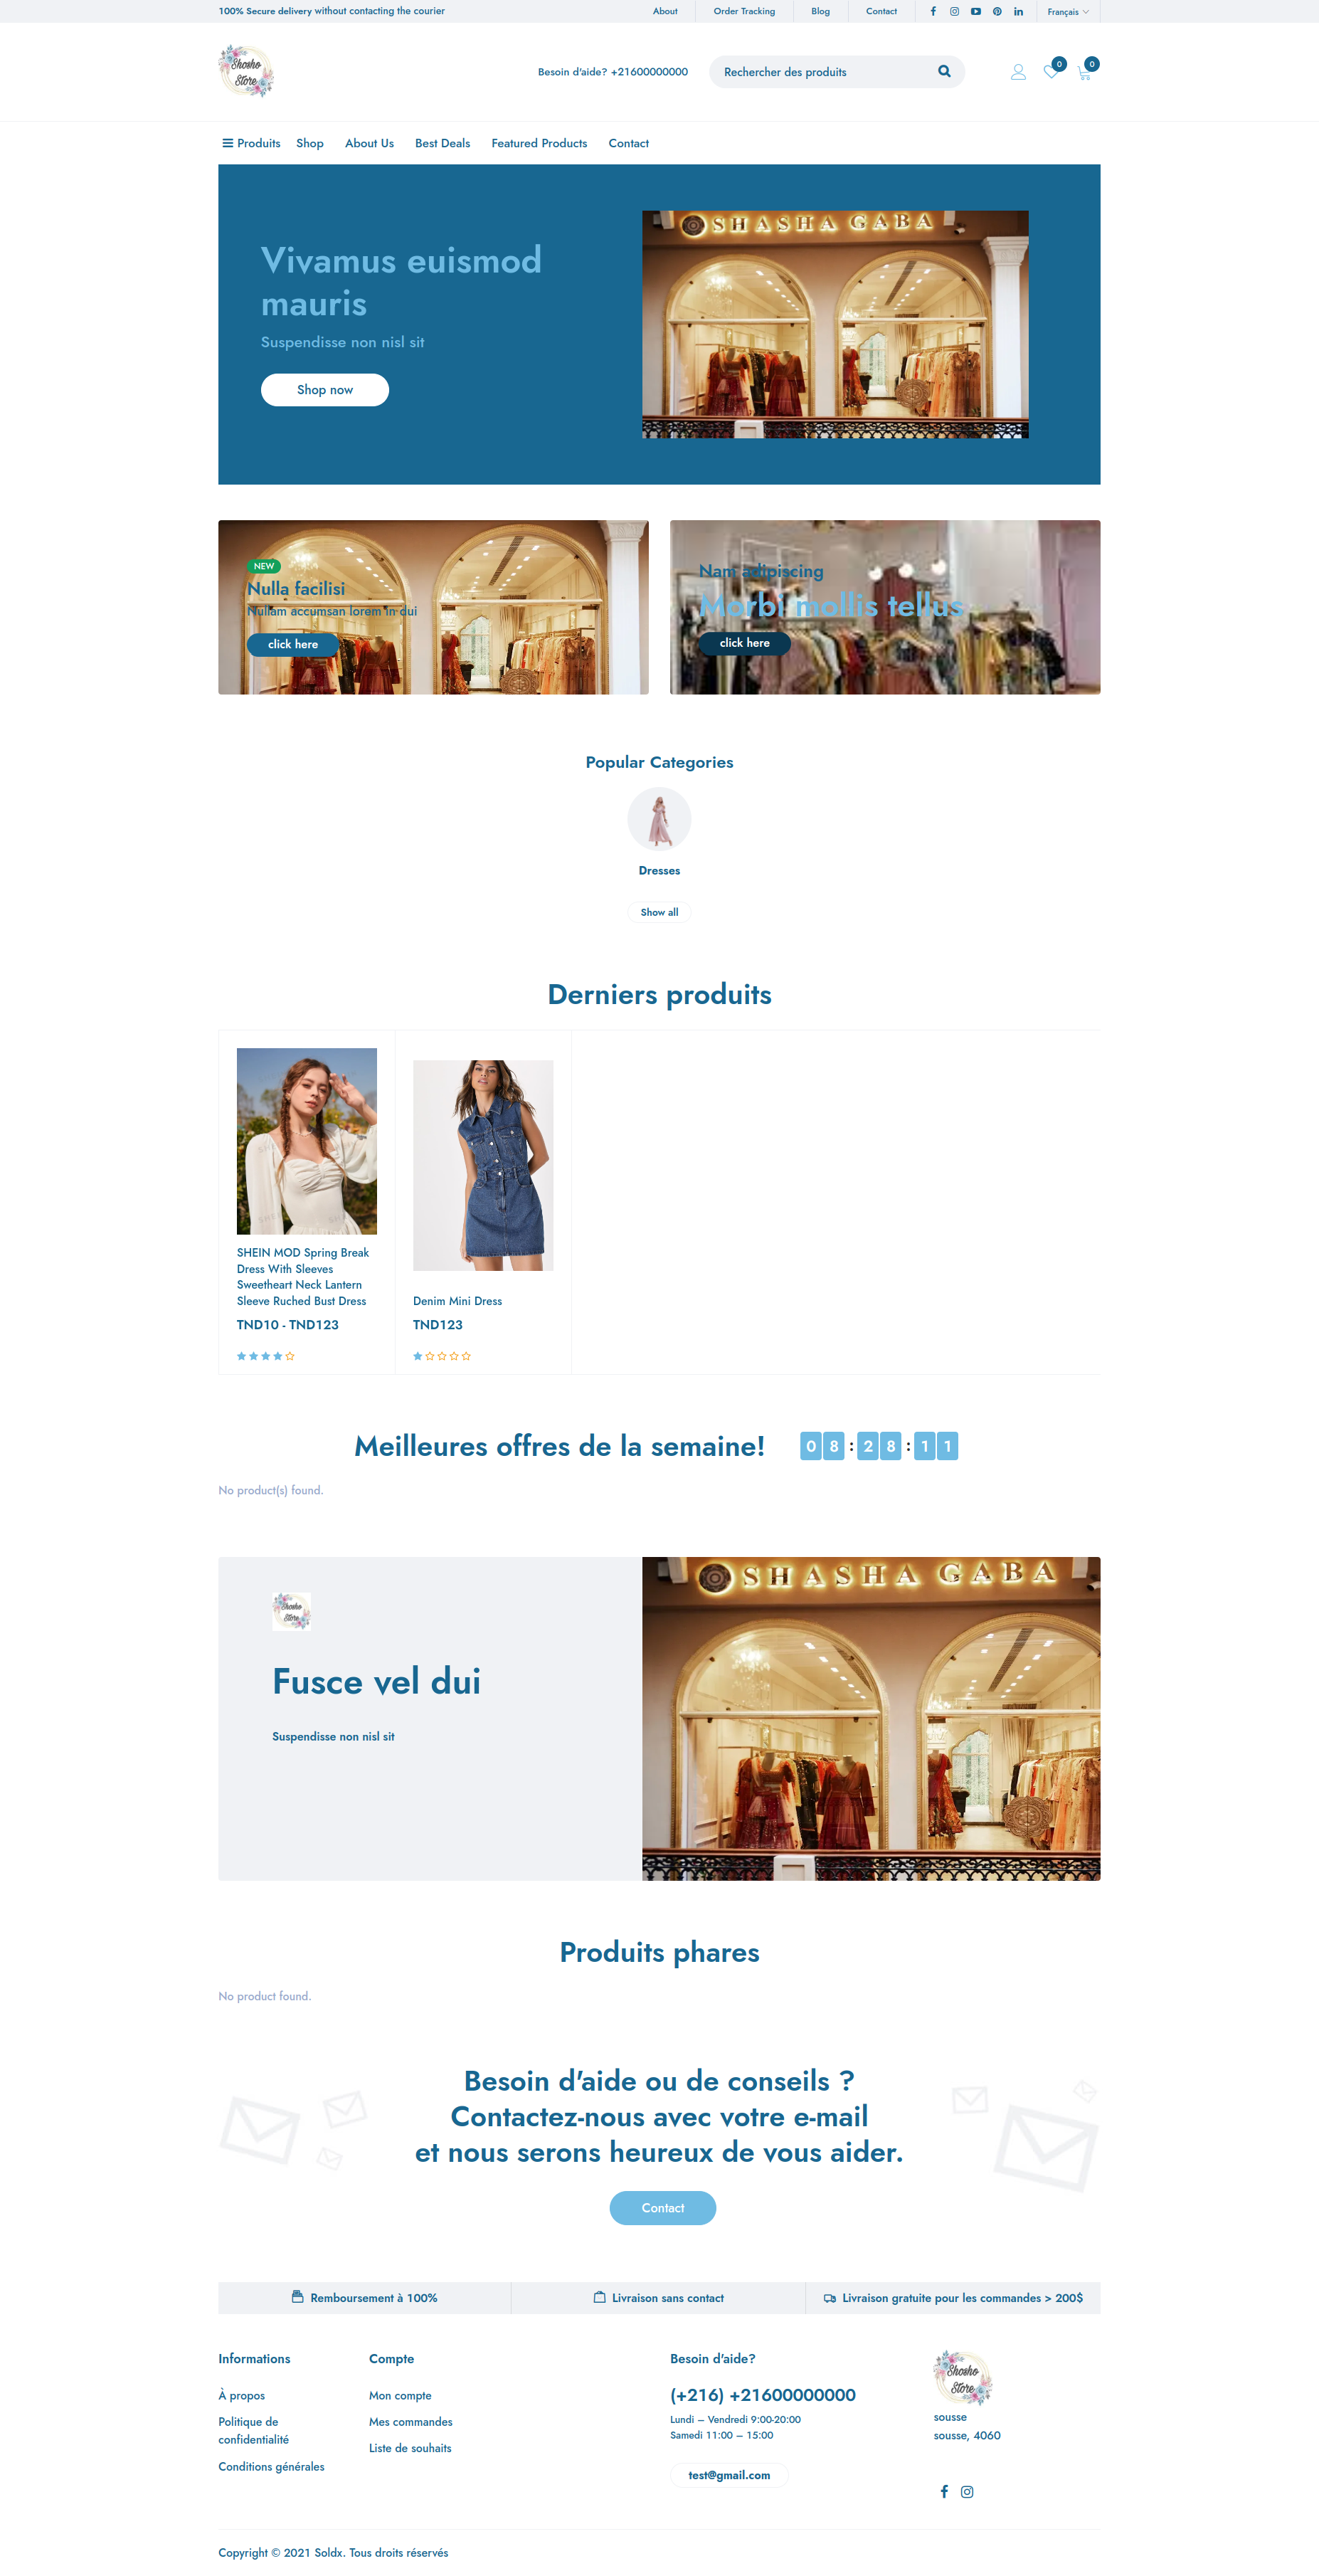 100% Secure delivery without contacting the courier
About
Order Tracking
Blog
Contact
Français
Shosho
Store
Besoin d'aide? +21600000000
Rechercher des produits
0
0
Produits
Shop
About Us
Best Deals
Featured Products
Contact
SHASHA GABA
Vivamus euismod
mauris
Suspendisse non nisl sit
Shop now
NEW
Nulla facilisi
Nullam accumsan lorem in dui
click here
Nam adipiscing
Morbi mollis tellus
click here
Popular Categories
Dresses
Show all
Derniers produits
SHEIN MOD Spring Break
Dress With Sleeves
Sweetheart Neck Lantern
Sleeve Ruched Bust Dress
TND10 - TND123
Denim Mini Dress
TND123
Meilleures offres de la semaine!
08 : 28 : 11
No product(s) found.
Shosho
Store
Fusce vel dui
Suspendisse non nisl sit
SHASHA GABA
Produits phares
No product found.
Besoin d'aide ou de conseils ?
Contactez-nous avec votre e-mail
et nous serons heureux de vous aider.
Contact
Remboursement à 100%
Livraison sans contact
Livraison gratuite pour les commandes > 200$
Informations
À propos
Politique de
confidentialité
Conditions générales
Compte
Mon compte
Mes commandes
Liste de souhaits
Besoin d'aide?
(+216) +21600000000
Lundi – Vendredi 9:00-20:00
Samedi 11:00 – 15:00
test@gmail.com
Shosho
Store
sousse
sousse, 4060
Copyright © 2021 Soldx. Tous droits réservés